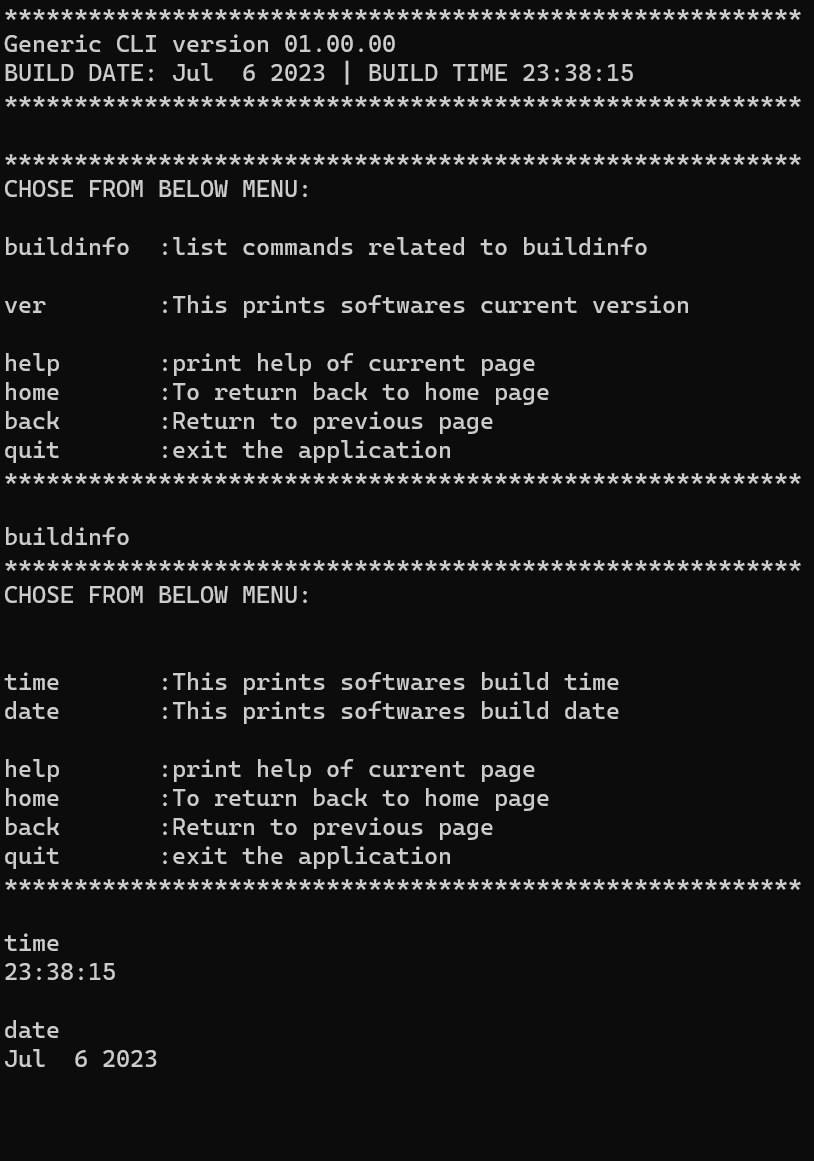 *********************************************************
Generic CLI version 01.00.00
BUILD DATE: Jul  6 2023 | BUILD TIME 23:38:15
*********************************************************

*********************************************************
CHOSE FROM BELOW MENU:

buildinfo  :list commands related to buildinfo

ver        :This prints softwares current version

help       :print help of current page
home       :To return back to home page
back       :Return to previous page
quit       :exit the application
*********************************************************

buildinfo
*********************************************************
CHOSE FROM BELOW MENU:


time       :This prints softwares build time
date       :This prints softwares build date

help       :print help of current page
home       :To return back to home page
back       :Return to previous page
quit       :exit the application
*********************************************************

time
23:38:15

date
Jul  6 2023